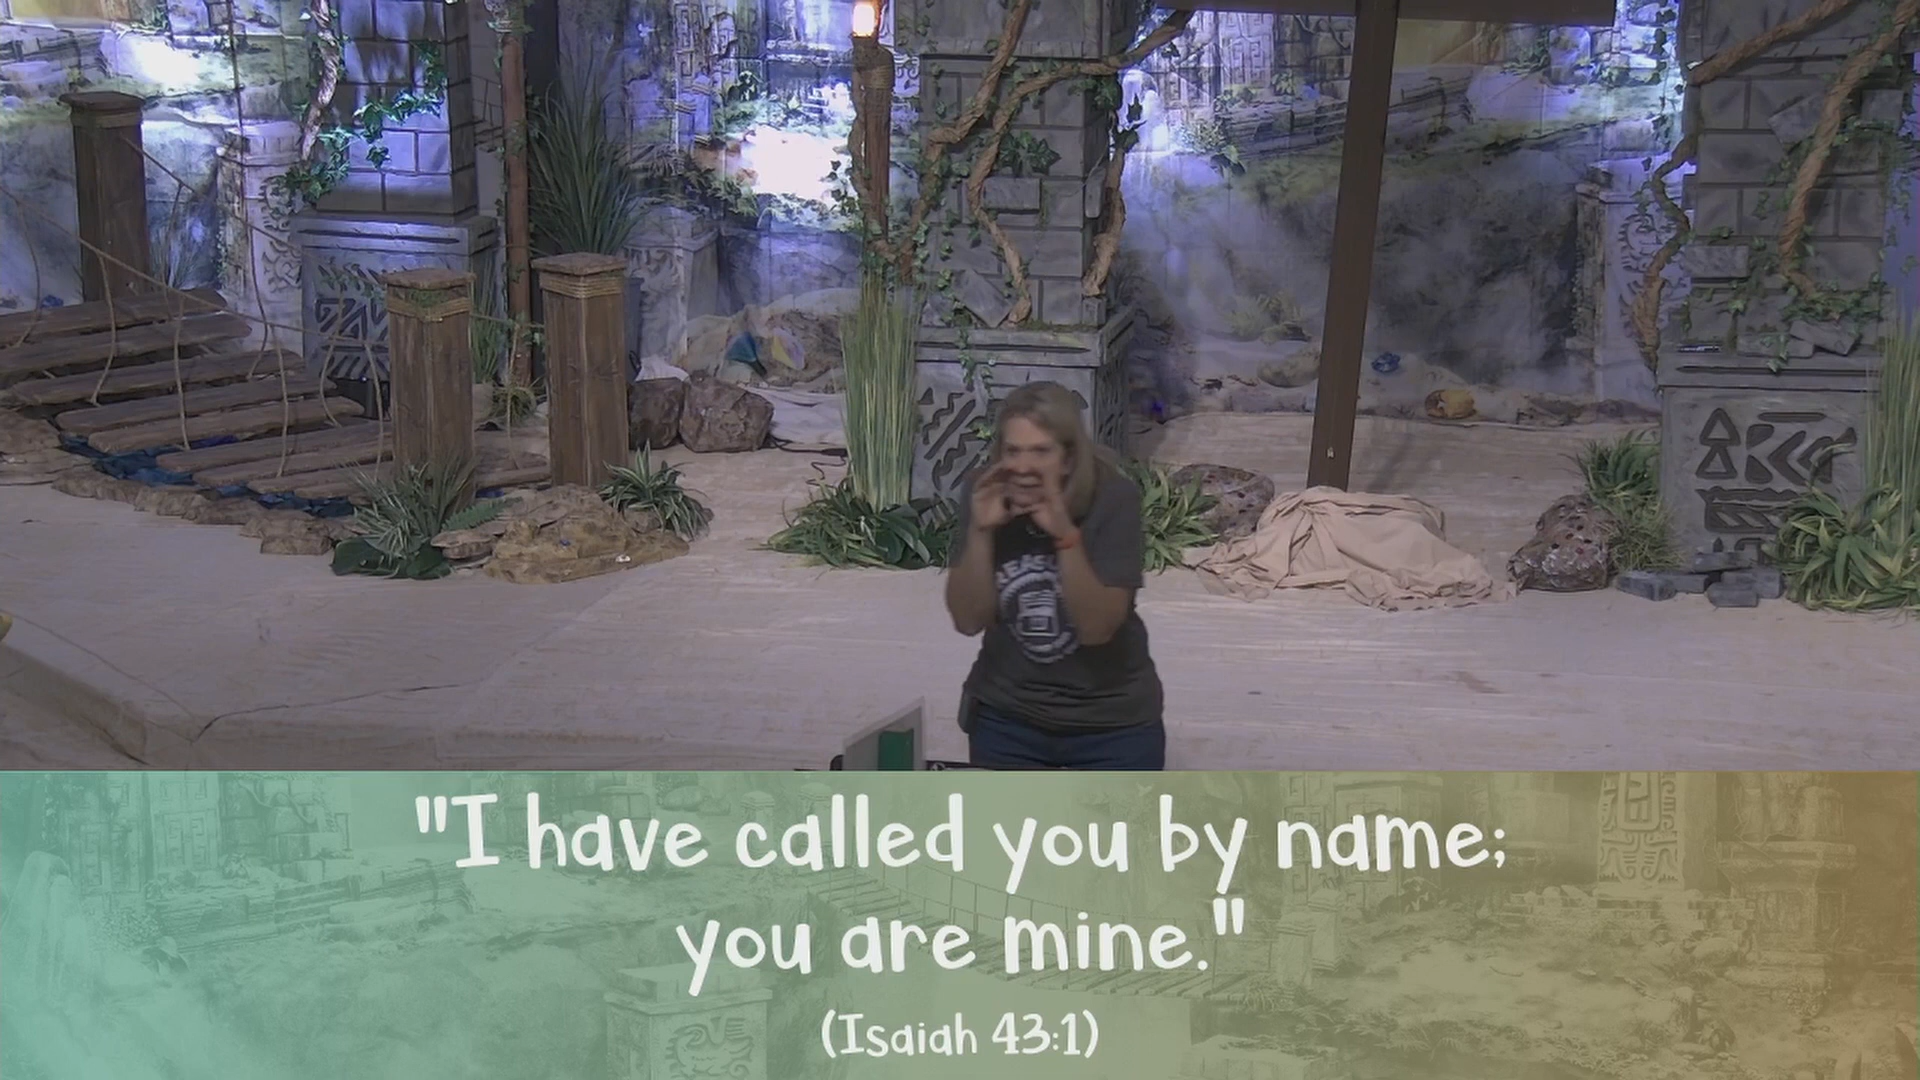 "I have called you by name;
you are mine."
(Isaiah 43:1)